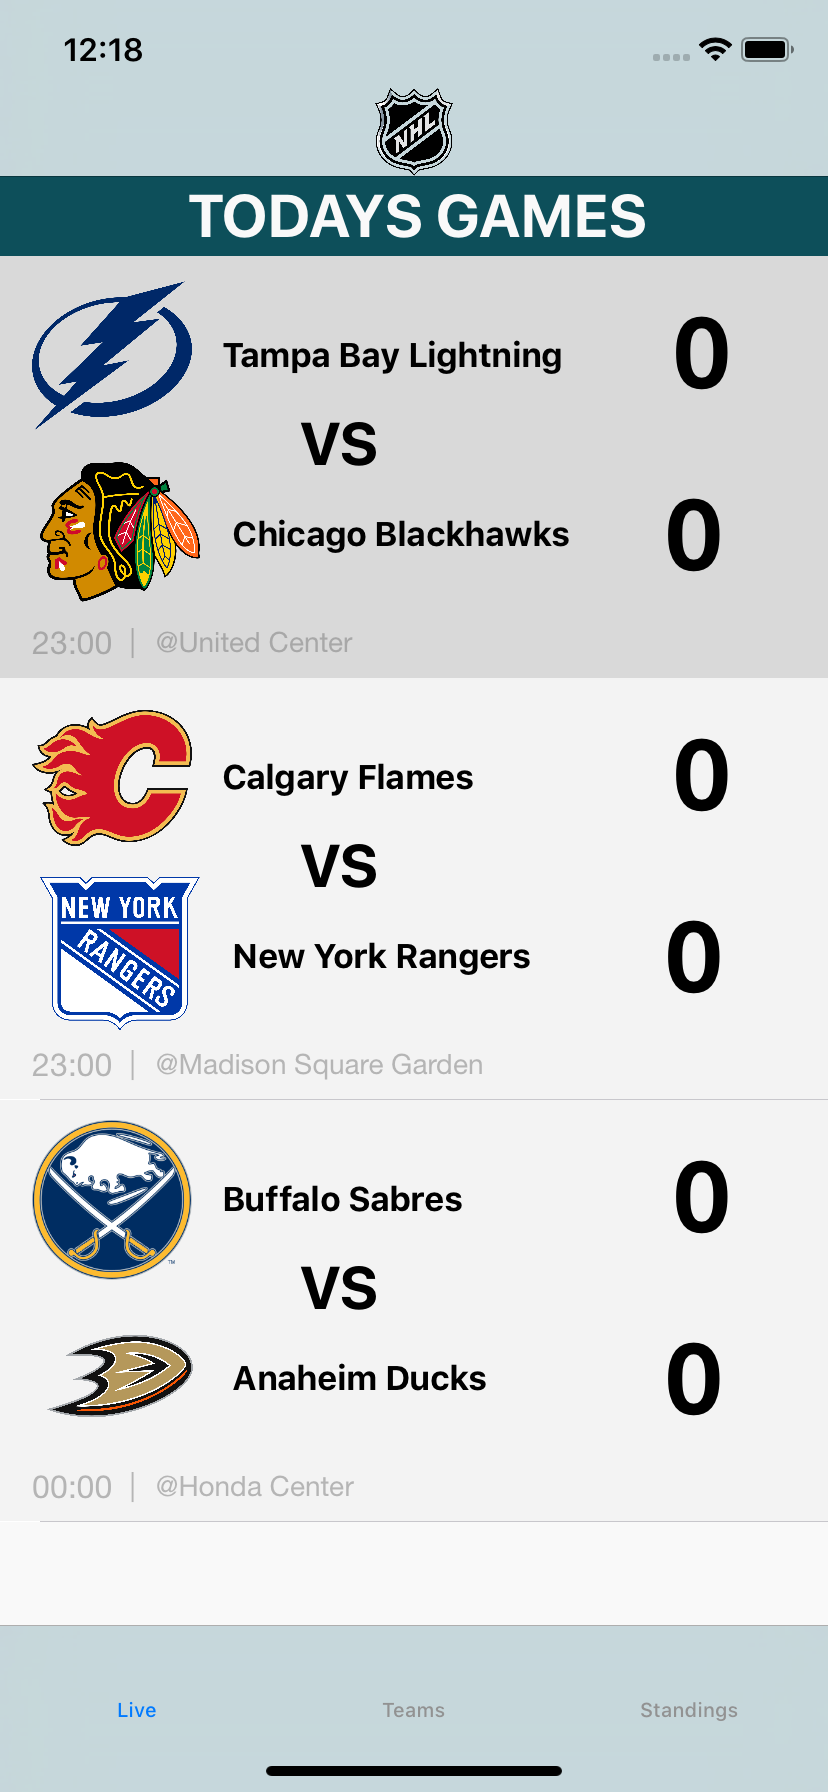 12:18
NHL
TODAYS GAMES
Tampa Bay Lightning 0
VS
Chicago Blackhawks 0
23:00 | @United Center
Calgary Flames 0
VS
NEW YORK
RANGERS
New York Rangers 0
23:00 | @Madison Square Garden
Buffalo Sabres 0
TM
VS
Anaheim Ducks 0
00:00 | @Honda Center
Live Teams Standings